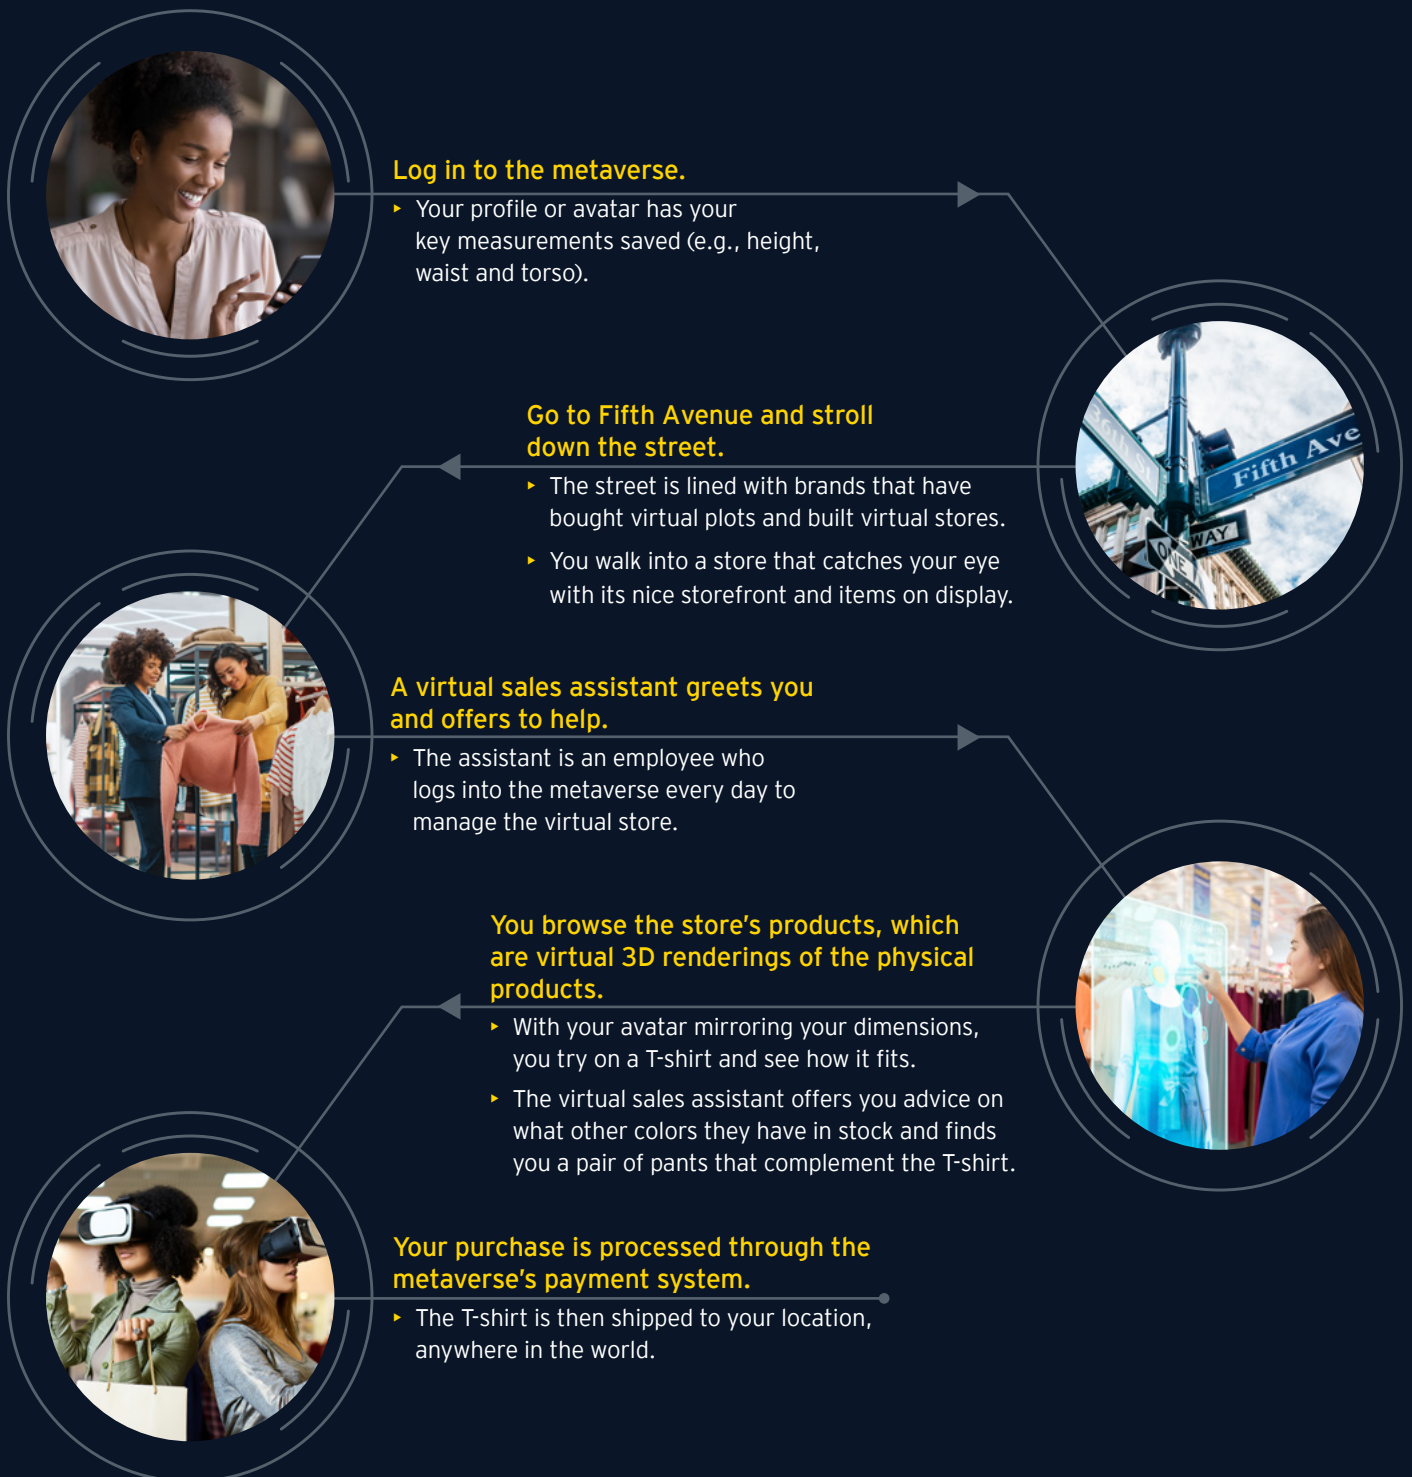 Log in to the metaverse.
‣ Your profile or avatar has your
key measurements saved (e.g., height,
waist and torso).
36th St
Fifth Ave
ONE
WAY
Go to Fifth Avenue and stroll
down the street.
‣ The street is lined with brands that have
bought virtual plots and built virtual stores.
‣ You walk into a store that catches your eye
with its nice storefront and items on display.
A virtual sales assistant greets you
and offers to help.
‣ The assistant is an employee who
logs into the metaverse every day to
manage the virtual store.
You browse the store’s products, which
are virtual 3D renderings of the physical
products.
‣ With your avatar mirroring your dimensions,
you try on a T-shirt and see how it fits.
‣ The virtual sales assistant offers you advice on
what other colors they have in stock and finds
you a pair of pants that complement the T-shirt.
Your purchase is processed through the
metaverse’s payment system.
‣ The T-shirt is then shipped to your location,
anywhere in the world.